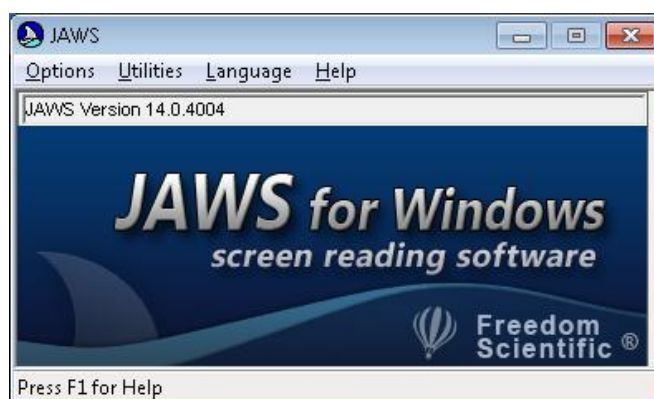 JAWS
Options Utilities Language Help
JAWS Version 14.0.4004
JAWS for Windows
screen reading software
Freedom
Scientific ®
Press F1 for Help